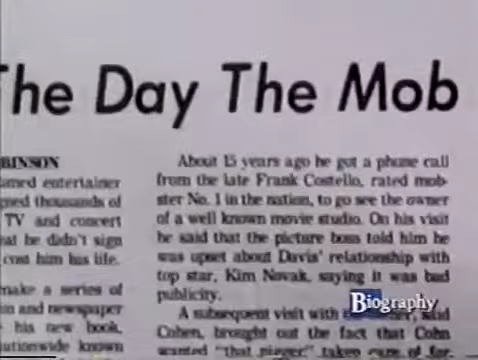 The Day The Mob
BINSON
amed entertainer
gned thousands of
TV and concert
at he didn't sign
cost him his life.
make a series of
on and newspaper
his new book,
ationwide known
About 15 years ago he got a phone call
from the late Frank Costello, rated mob-
ster No. 1 in the nation, to go see the owner
of a well known movie studio. On his visit
he said that the picture boss told him he
was upset about Davis' relationship with
top star, Kim Novak, saying it was bad
publicity.
A subsequent visit with said
Cohen, brought out the fact that Cohn
wanted "that nigger" taken care of for
Biography